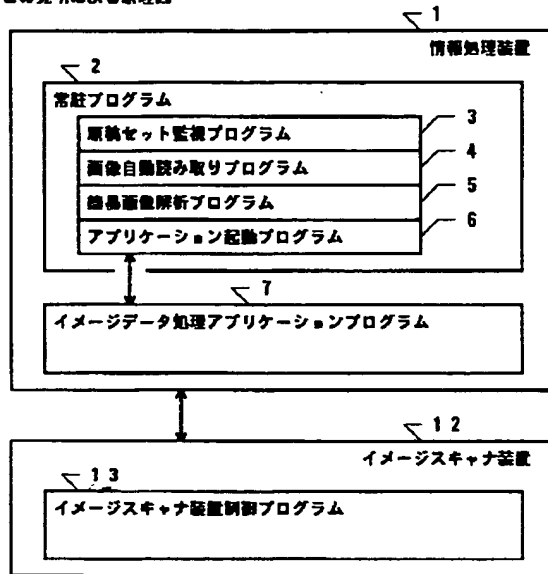 1
情報処理装置
2
常駐プログラム
3
原稿セット監視プログラム
4
画像自動読み取りプログラム
5
画像解析プログラム
6
アプリケーション起動プログラム
7
イメージデータ処理アプリケーションプログラム
12
イメージスキャナ装置
13
イメージスキャナ装置制御プログラム